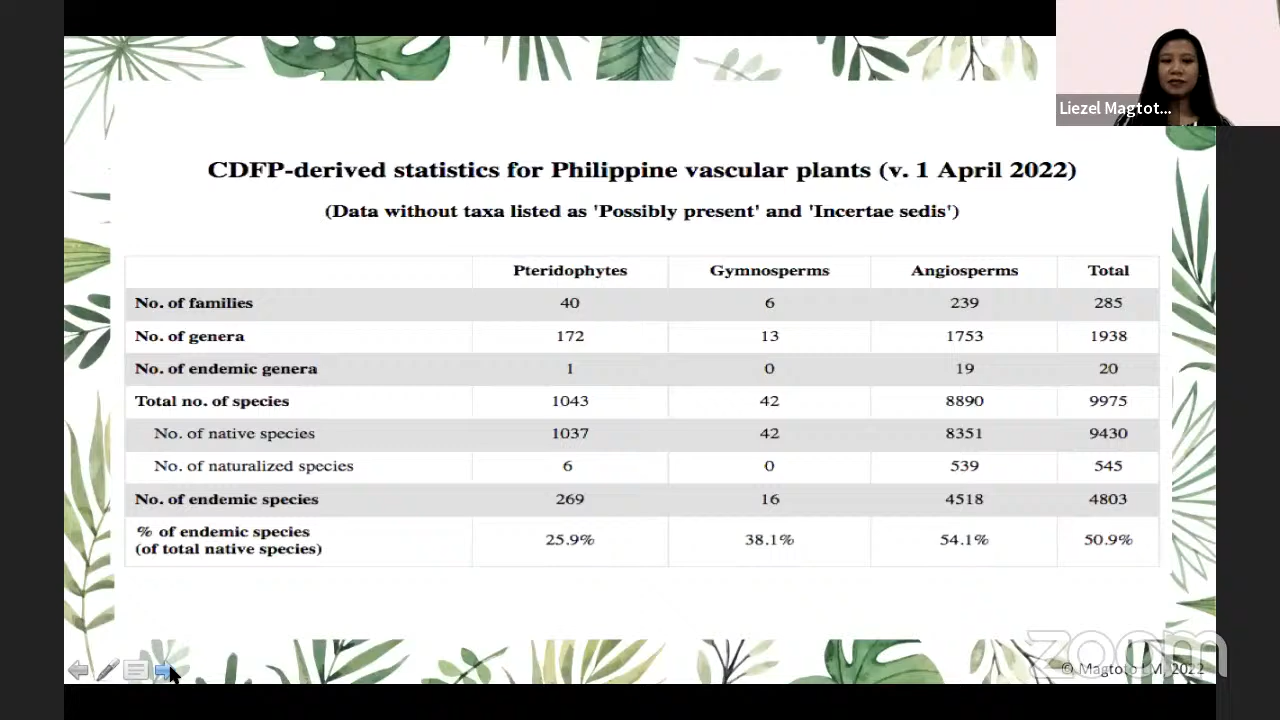 Liezel Magtot...
CDFP-derived statistics for Philippine vascular plants (v. 1 April 2022)
(Data without taxa listed as 'Possibly present' and 'Incertae sedis')
Pteridophytes Gymnosperms Angiosperms Total
No. of families 40 6 239 285
No. of genera 172 13 1753 1938
No. of endemic genera 1 0 19 20
Total no. of species 1043 42 8890 9975
No. of native species 1037 42 8351 9430
No. of naturalized species 6 0 539 545
No. of endemic species 269 16 4518 4803
% of endemic species
(of total native species) 25.9% 38.1% 54.1% 50.9%
zoom
© Magtoto LM, 2022